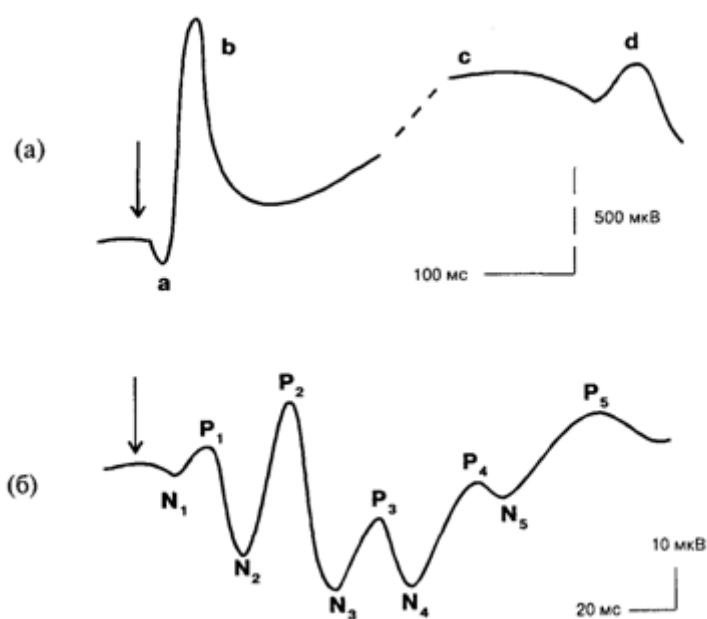 b
c
d
(а)
500 мкВ
100 мс
a
P₂
P₅
P₁
P₄
(б)
N₁
P₃
N₅
10 мкВ
N₂
N₃
N₄
20 мс